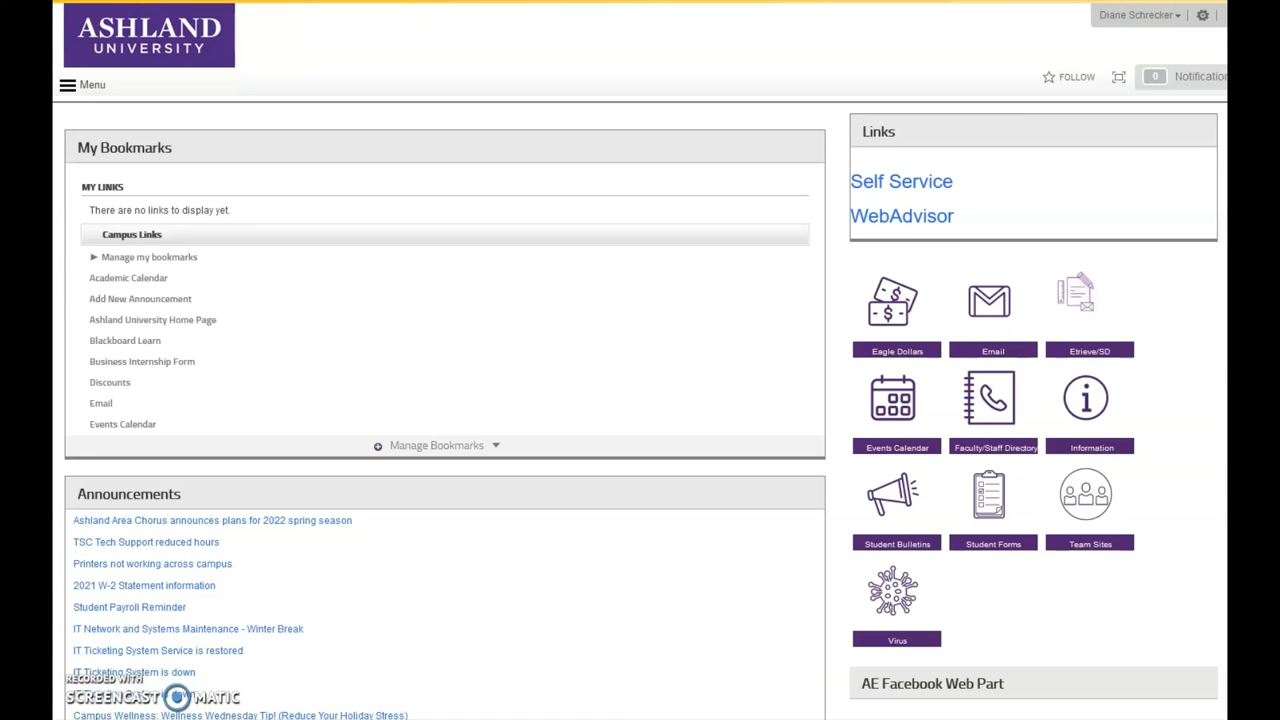 ASHLAND
UNIVERSITY
Diane Schrecker
Menu
FOLLOW
0
Notificatio
My Bookmarks
MY LINKS
There are no links to display yet.
Campus Links
Manage my bookmarks
Academic Calendar
Add New Announcement
Ashland University Home Page
Blackboard Learn
Business Internship Form
Discounts
Email
Events Calendar
Manage Bookmarks
Announcements
Ashland Area Chorus announces plans for 2022 spring season
TSC Tech Support reduced hours
Printers not working across campus
2021 W-2 Statement information
Student Payroll Reminder
IT Network and Systems Maintenance - Winter Break
IT Ticketing System Service is restored
IT Ticketing System is down
Campus Wellness: Wellness Wednesday Tip! (Reduce Your Holiday Stress)
RECORDED WITH
SCREENCAST MATIC
Links
Self Service
WebAdvisor
Eagle Dollars
Email
Etrieve/SD
Events Calendar
Faculty/Staff Directory
Information
Student Bulletins
Student Forms
Team Sites
Virus
AE Facebook Web Part